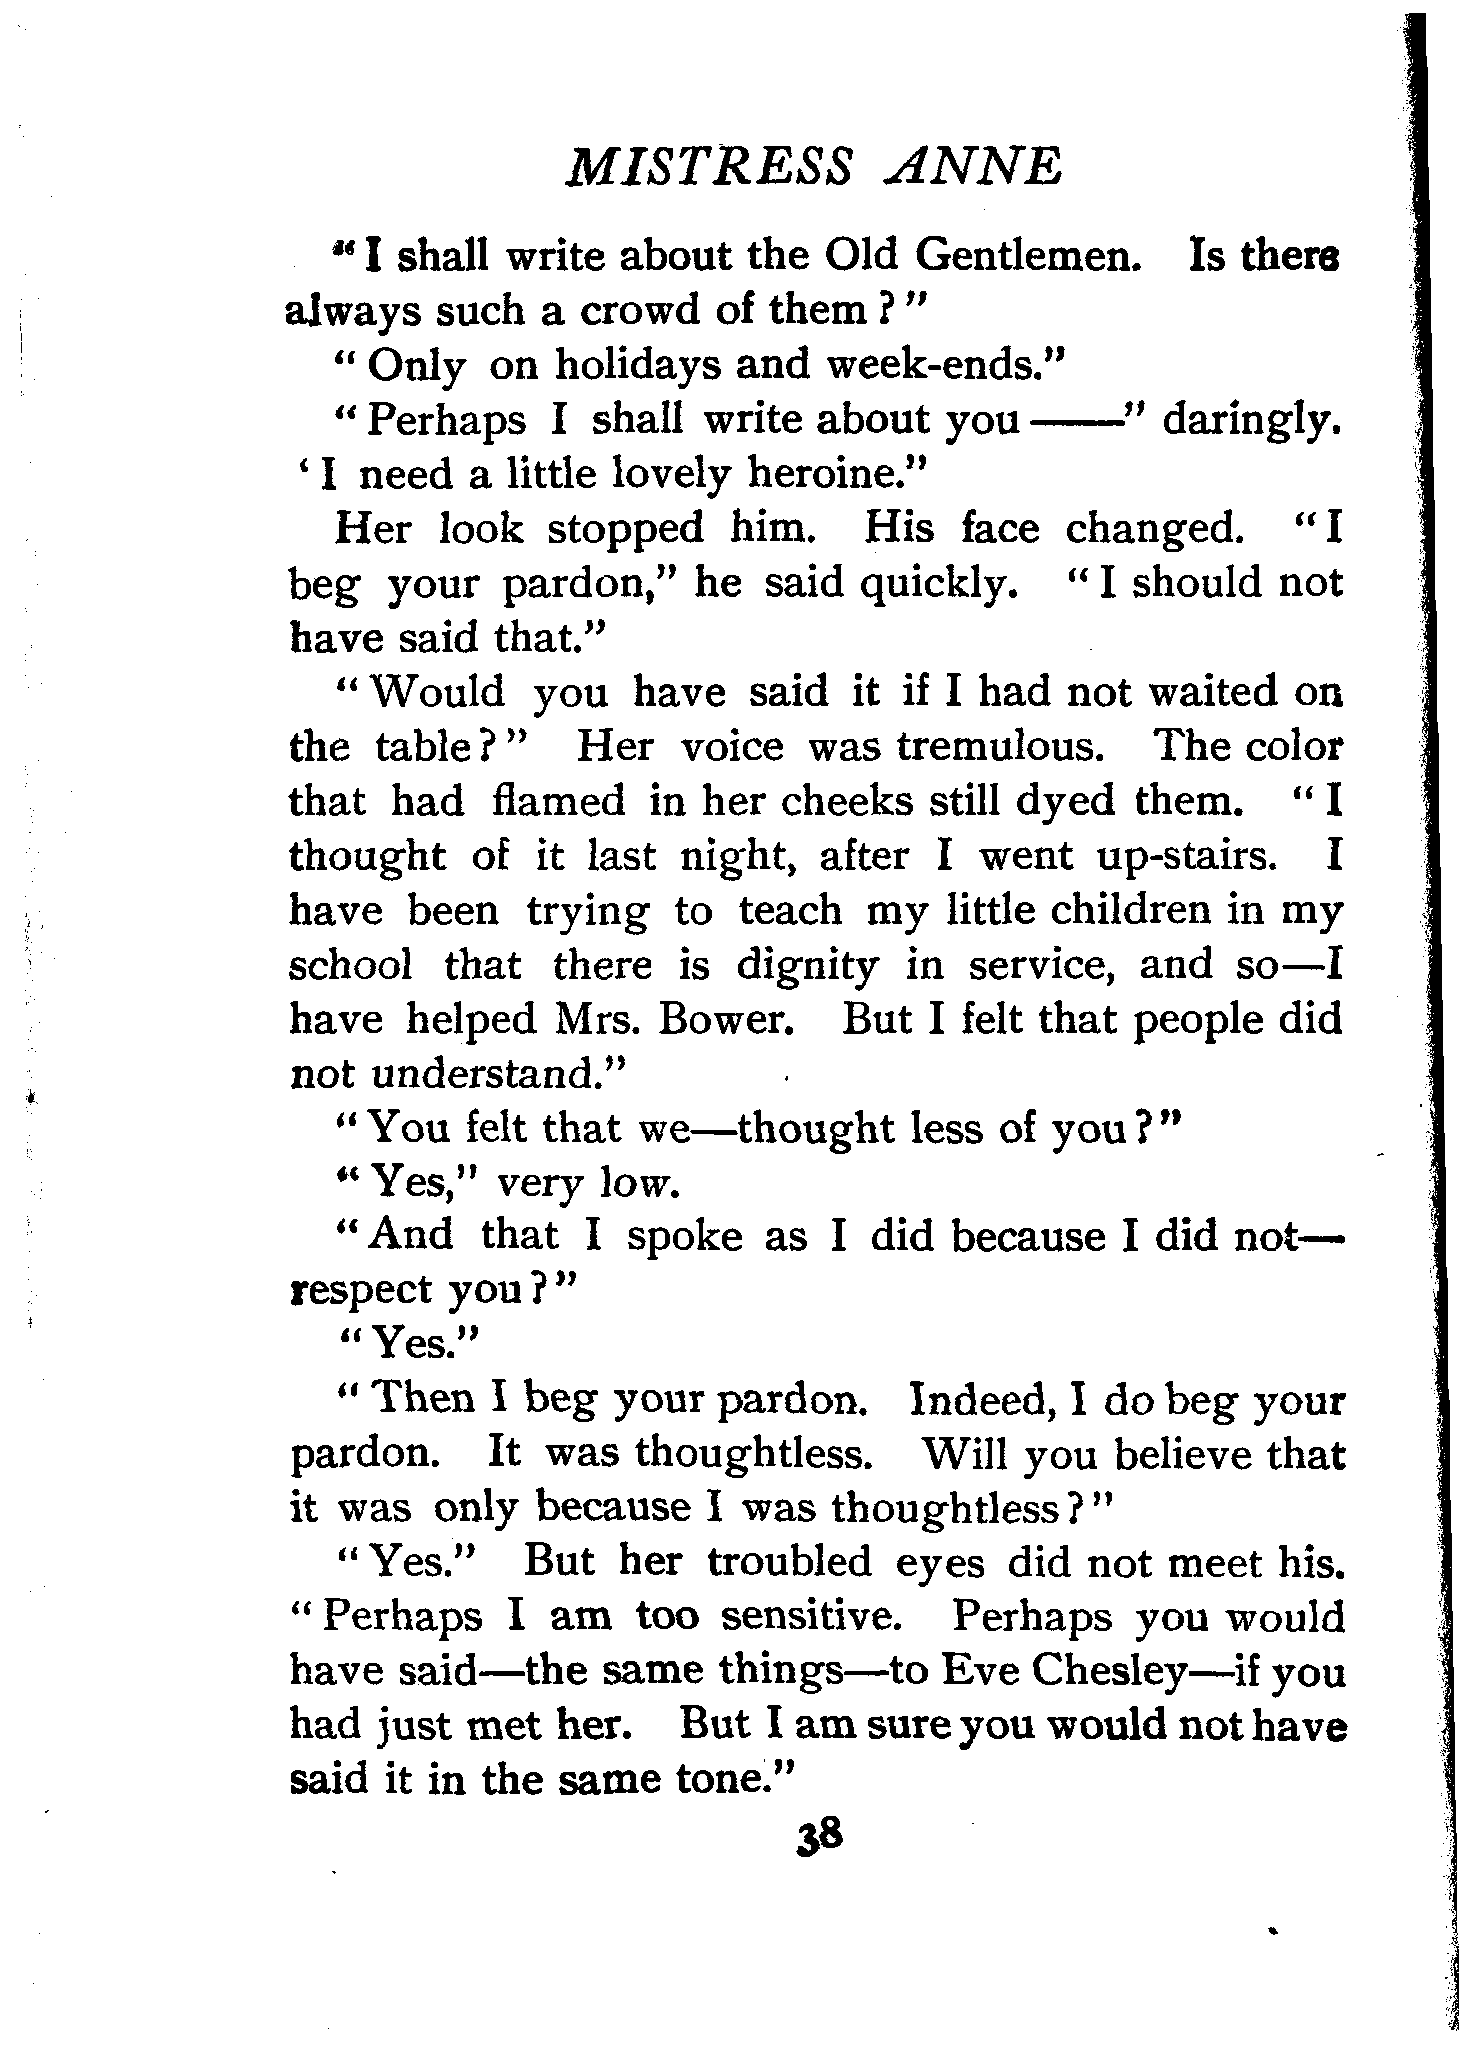 MISTRESS ANNE
“I shall write about the Old Gentlemen. Is there
always such a crowd of them?”
“Only on holidays and week-ends.”
“Perhaps I shall write about you——” daringly.
‘I need a little lovely heroine.”
Her look stopped him. His face changed. “I
beg your pardon,” he said quickly. “I should not
have said that.”
“Would you have said it if I had not waited on
the table?” Her voice was tremulous. The color
that had flamed in her cheeks still dyed them. “I
thought of it last night, after I went up-stairs. I
have been trying to teach my little children in my
school that there is dignity in service, and so—I
have helped Mrs. Bower. But I felt that people did
not understand.”
“You felt that we—thought less of you?”
“Yes,” very low.
“And that I spoke as I did because I did not—
respect you?”
“Yes.”
“Then I beg your pardon. Indeed, I do beg your
pardon. It was thoughtless. Will you believe that
it was only because I was thoughtless?”
“Yes.” But her troubled eyes did not meet his.
“Perhaps I am too sensitive. Perhaps you would
have said—the same things—to Eve Chesley—if you
had just met her. But I am sure you would not have
said it in the same tone.”
38